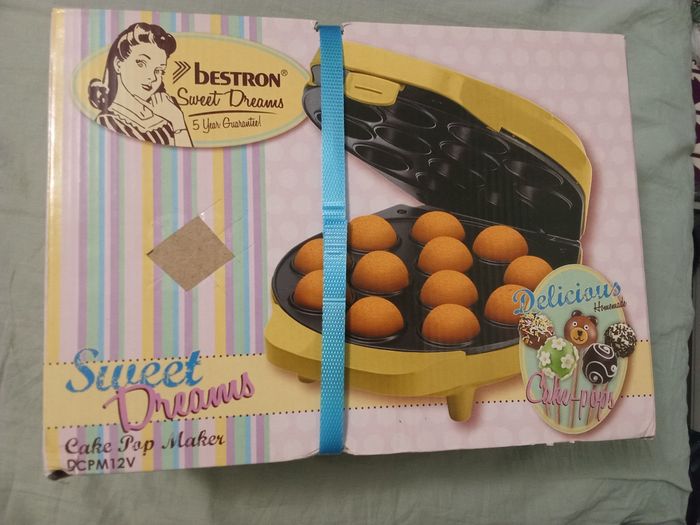 bestron®
Sweet Dreams
5 Year Guarantee!
Delicious
Homemade
Cake-pops
Sweet
Dreams
Cake Pop Maker
DCPM12V